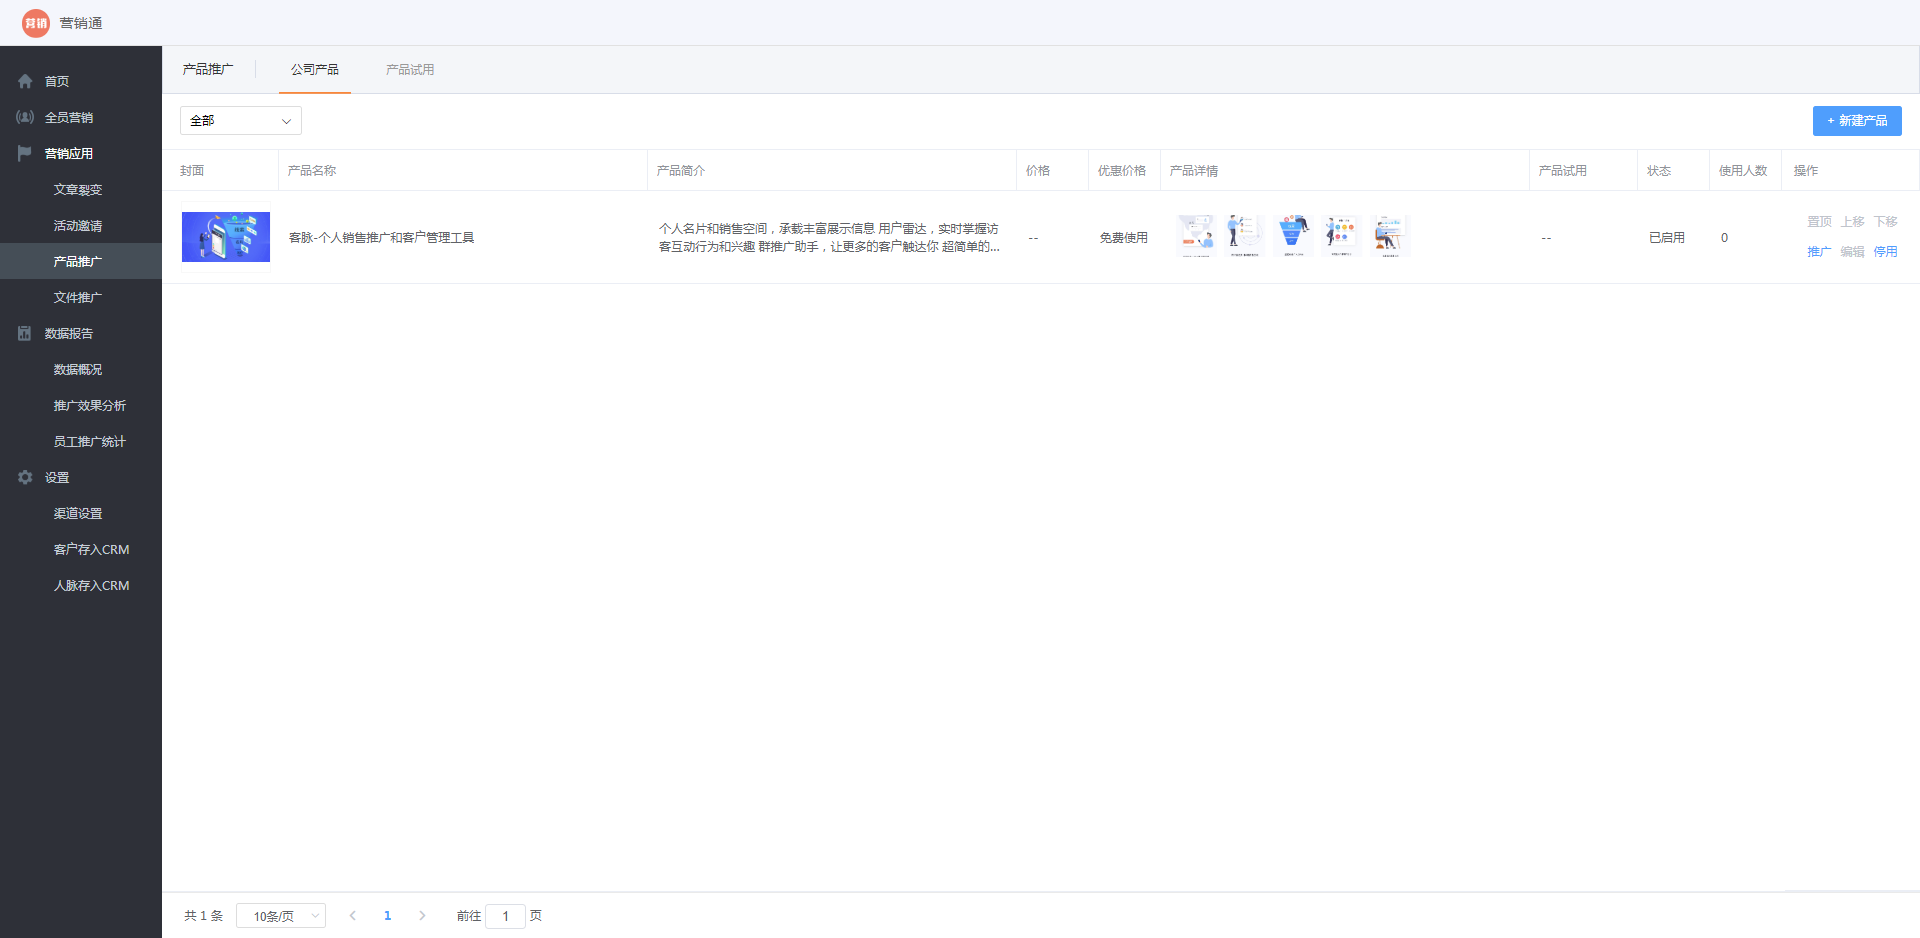 营销
营销通
首页
全员营销
营销应用
文章裂变
活动邀请
产品推广
文件推广
数据报告
数据概况
推广效果分析
员工推广统计
设置
渠道设置
客户存入CRM
人脉存入CRM
产品推广
公司产品
产品试用
全部
+ 新建产品
封面
产品名称
产品简介
价格
优惠价格
产品详情
产品试用
状态
使用人数
操作
客脉-个人销售推广和客户管理工具
个人名片和销售空间，承载丰富展示信息 用户雷达，实时掌握访
客互动行为和兴趣 群推广助手，让更多的客户触达你 超简单的...
--
免费使用
--
已启用
0
置顶 上移 下移
推广 编辑 停用
共 1 条
10条/页
1
前往 1 页